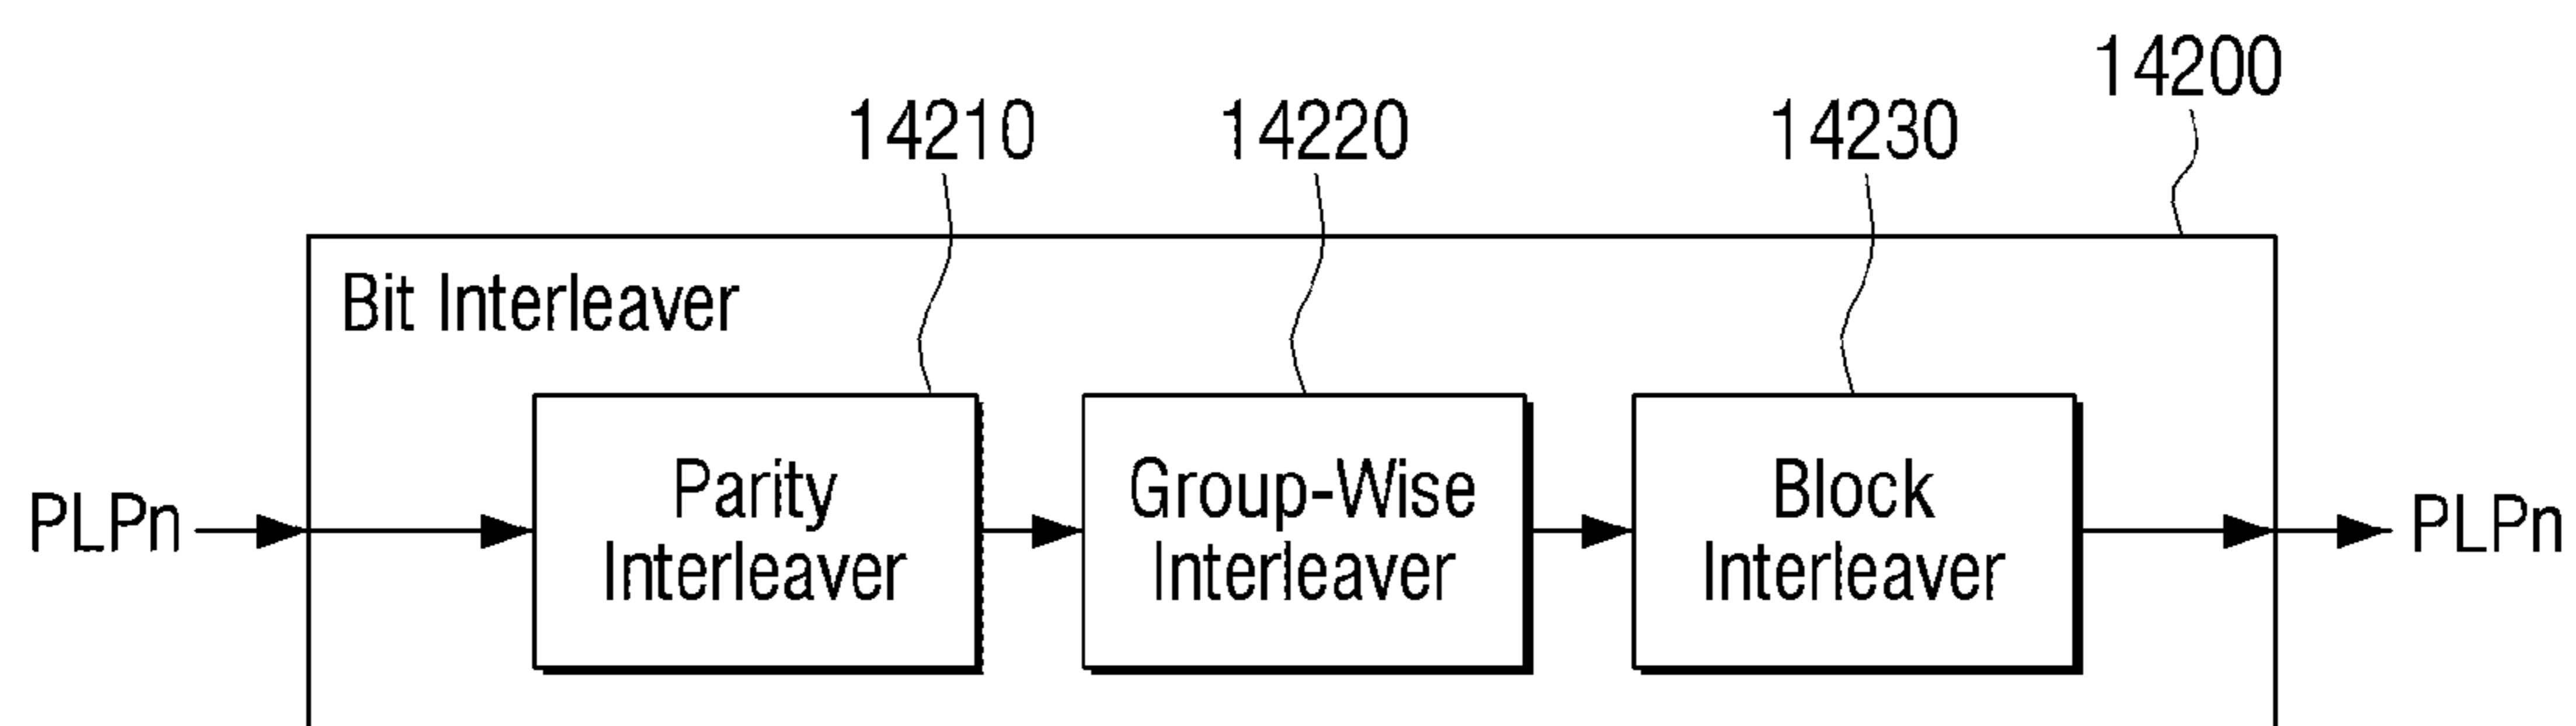 14200
14210 14220 14230
Bit Interleaver
PLPn Parity Interleaver Group-Wise Interleaver Block Interleaver PLPn